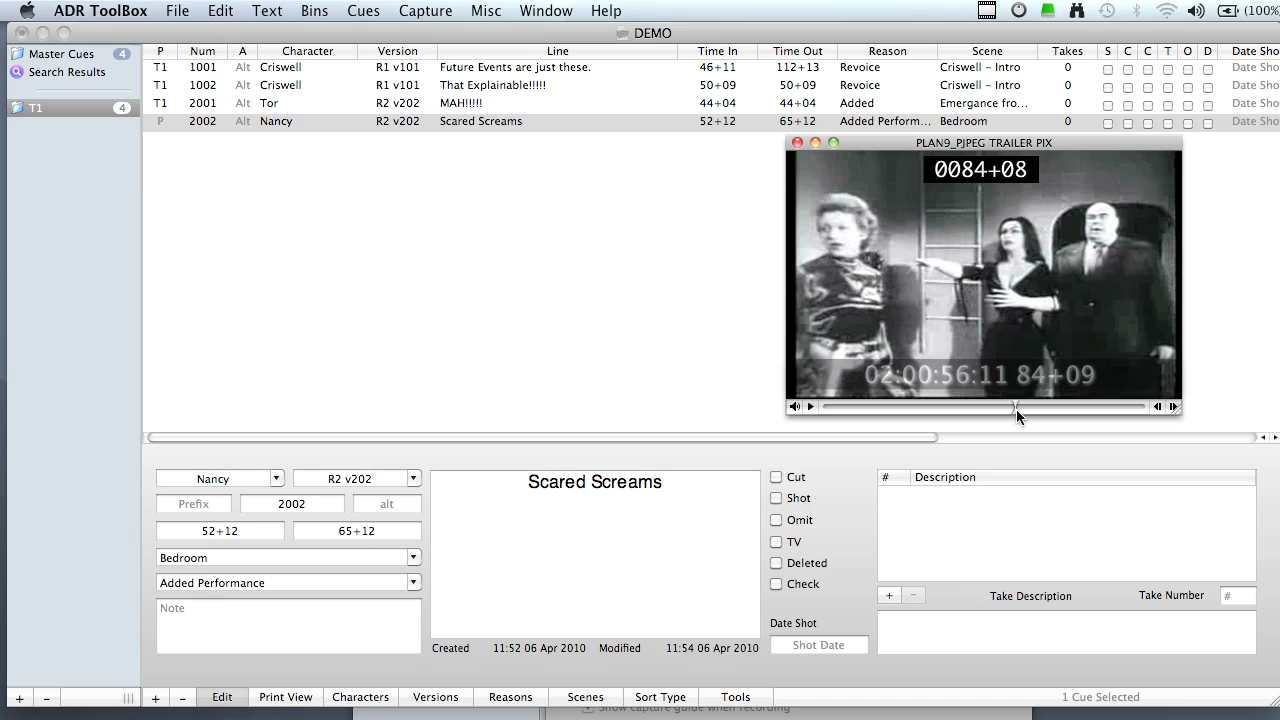 ADR ToolBox File Edit Text Bins Cues Capture Misc Window Help (100%
DEMO
Master Cues 4
Search Results
T1 4
P Num A Character Version Line Time In Time Out Reason Scene Takes S C C T O D Date Sho
T1 1001 Alt Criswell R1 v101 Future Events are just these. 46+11 112+13 Revoice Criswell – Intro 0 Date Sho
T1 1002 Alt Criswell R1 v101 That Explainable!!!!! 50+09 50+09 Revoice Criswell – Intro 0 Date Sho
T1 2001 Alt Tor R2 v202 MAH!!!!! 44+04 44+04 Added Emergance fro... 0 Date Sho
P 2002 Alt Nancy R2 v202 Scared Screams 52+12 65+12 Added Perform... Bedroom 0 Date Sho
PLAN9_PJPEG TRAILER PIX
0084+08
02:00:56:11 84+09
Nancy R2 v202
Prefix 2002 alt
52+12 65+12
Bedroom
Added Performance
Note
Scared Screams
Created 11:52 06 Apr 2010 Modified 11:54 06 Apr 2010
Cut
Shot
Omit
TV
Deleted
Check
Date Shot
Shot Date
# Description
+ − Take Description Take Number #
+ − + − Edit Print View Characters Versions Reasons Scenes Sort Type Tools 1 Cue Selected
Show capture guide when recording